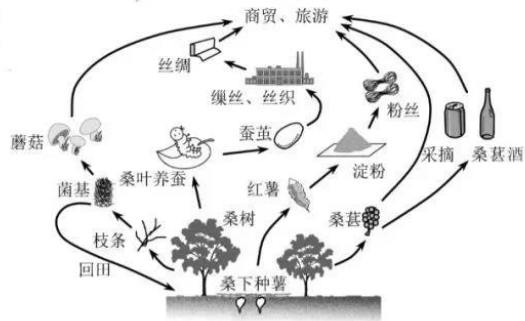 商贸、旅游
丝绸
缫丝、丝织
粉丝
蘑菇
蚕茧
采摘
桑葚酒
淀粉
桑叶养蚕
菌基
红薯
桑树
桑葚
枝条
回田
桑下种薯